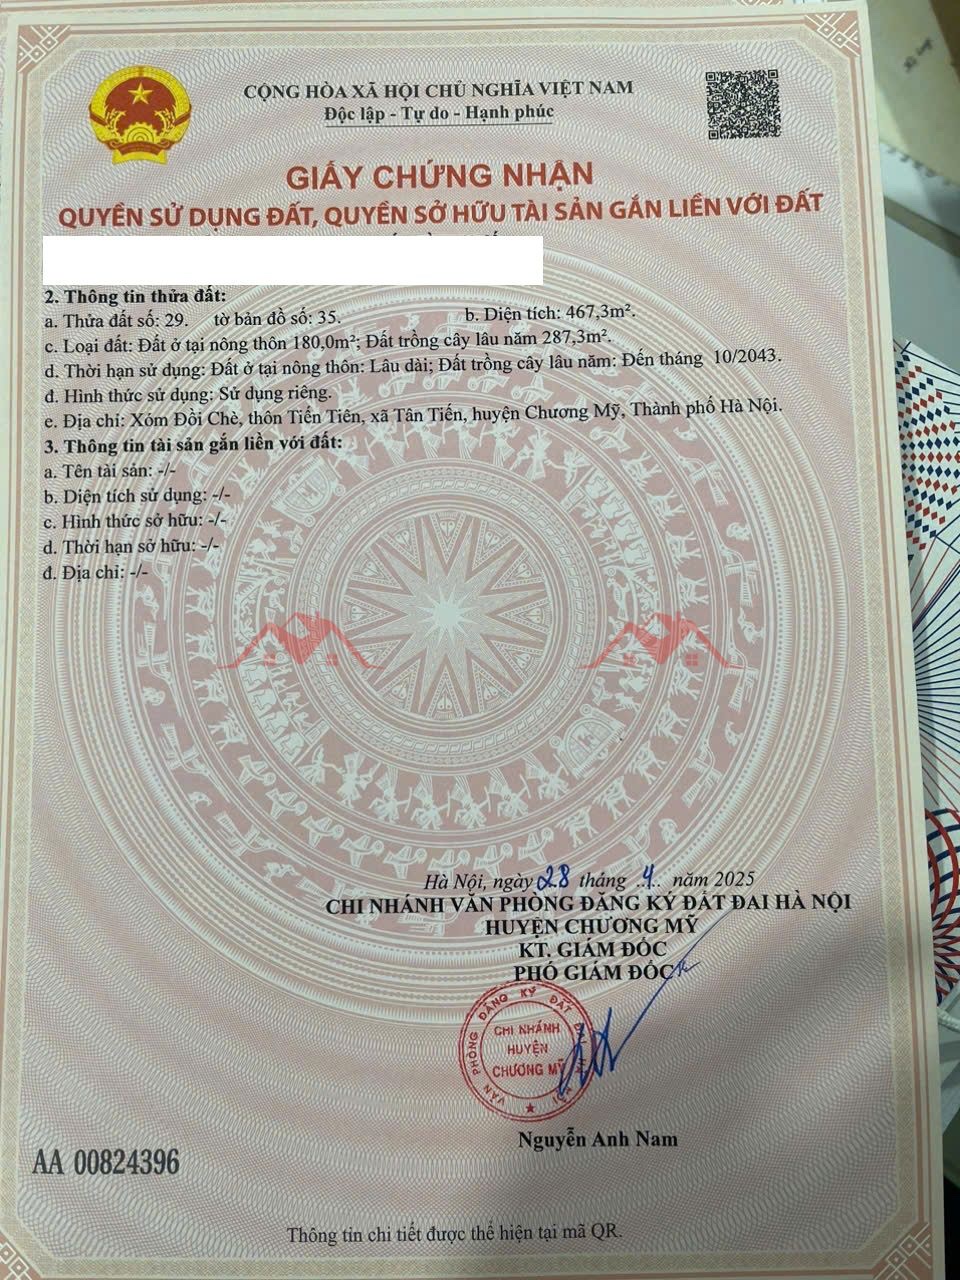 CỘNG HÒA XÃ HỘI CHỦ NGHĨA VIỆT NAM
Độc lập - Tự do - Hạnh phúc
GIẤY CHỨNG NHẬN
QUYỀN SỬ DỤNG ĐẤT, QUYỀN SỞ HỮU TÀI SẢN GẮN LIỀN VỚI ĐẤT
2. Thông tin thửa đất:
a. Thửa đất số: 29. tờ bản đồ số: 35. b. Diện tích: 467,3m².
c. Loại đất: Đất ở tại nông thôn 180,0m²; Đất trồng cây lâu năm 287,3m².
d. Thời hạn sử dụng: Đất ở tại nông thôn: Lâu dài; Đất trồng cây lâu năm: Đến tháng 10/2043.
đ. Hình thức sử dụng: Sử dụng riêng.
e. Địa chỉ: Xóm Đồi Chè, thôn Tiến Tiên, xã Tân Tiến, huyện Chương Mỹ, Thành phố Hà Nội.
3. Thông tin tài sản gắn liền với đất:
a. Tên tài sản: -/-
b. Diện tích sử dụng: -/-
c. Hình thức sở hữu: -/-
d. Thời hạn sở hữu: -/-
đ. Địa chỉ: -/-
Hà Nội, ngày 28 tháng 4 năm 2025
CHI NHÁNH VĂN PHÒNG ĐĂNG KÝ ĐẤT ĐAI HÀ NỘI
HUYỆN CHƯƠNG MỸ
KT. GIÁM ĐỐC
PHÓ GIÁM ĐỐC
VĂN PHÒNG ĐĂNG KÝ ĐẤT ĐAI HÀ NỘI
CHI NHÁNH
HUYỆN
CHƯƠNG MỸ
Nguyễn Anh Nam
AA 00824396
Thông tin chi tiết được thể hiện tại mã QR.